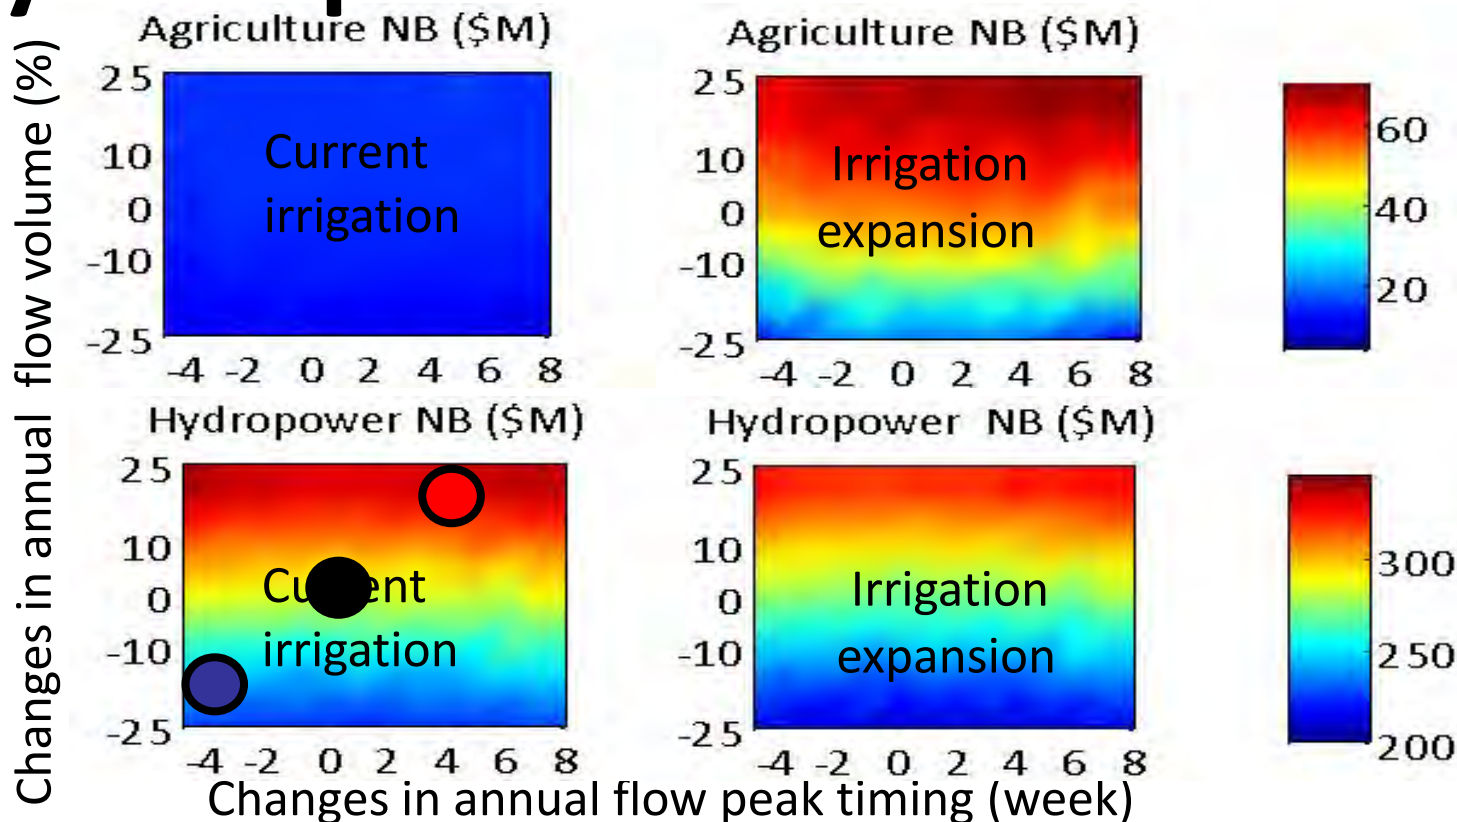 Agriculture NB ($M)
Agriculture NB ($M)
Changes in annual flow volume (%)
25
10
0
-10
-25
-4 -2 0 2 4 6 8
Current
irrigation
25
10
0
-10
-25
-4 -2 0 2 4 6 8
Irrigation
expansion
60
40
20
Hydropower NB ($M)
Hydropower NB ($M)
25
10
0
-10
-25
-4 -2 0 2 4 6 8
irrigation
25
10
0
-10
-25
-4 -2 0 2 4 6 8
Irrigation
expansion
300
250
200
Changes in annual flow peak timing (week)